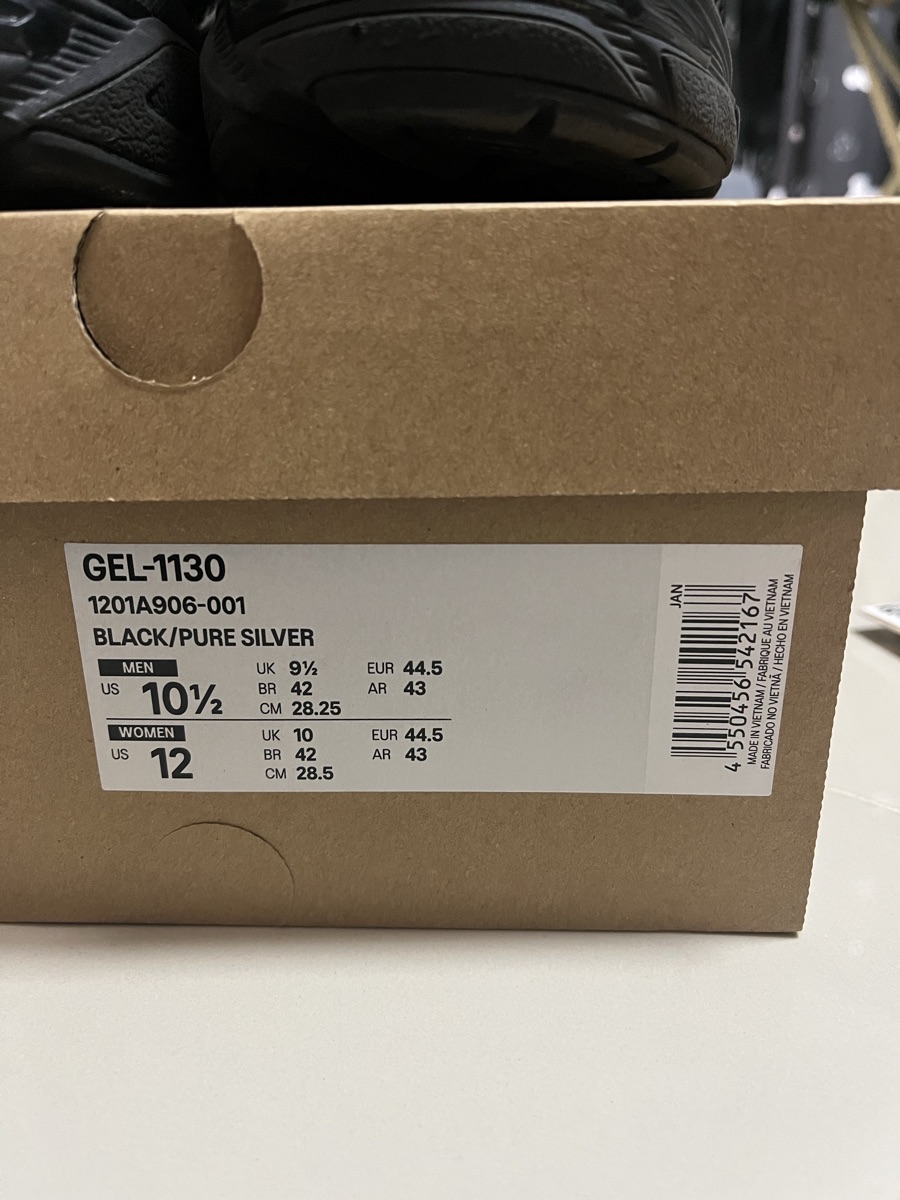 GEL-1130
1201A906-001
BLACK/PURE SILVER
MEN
US 10½
UK 9½ EUR 44.5
BR 42 AR 43
CM 28.25
WOMEN
US 12
UK 10 EUR 44.5
BR 42 AR 43
CM 28.5
JAN
4 550456 542167
MADE IN VIETNAM / FABRIQUE AU VIETNAM
FABRICADO NO VIETNÃ / HECHO EN VIETNAM